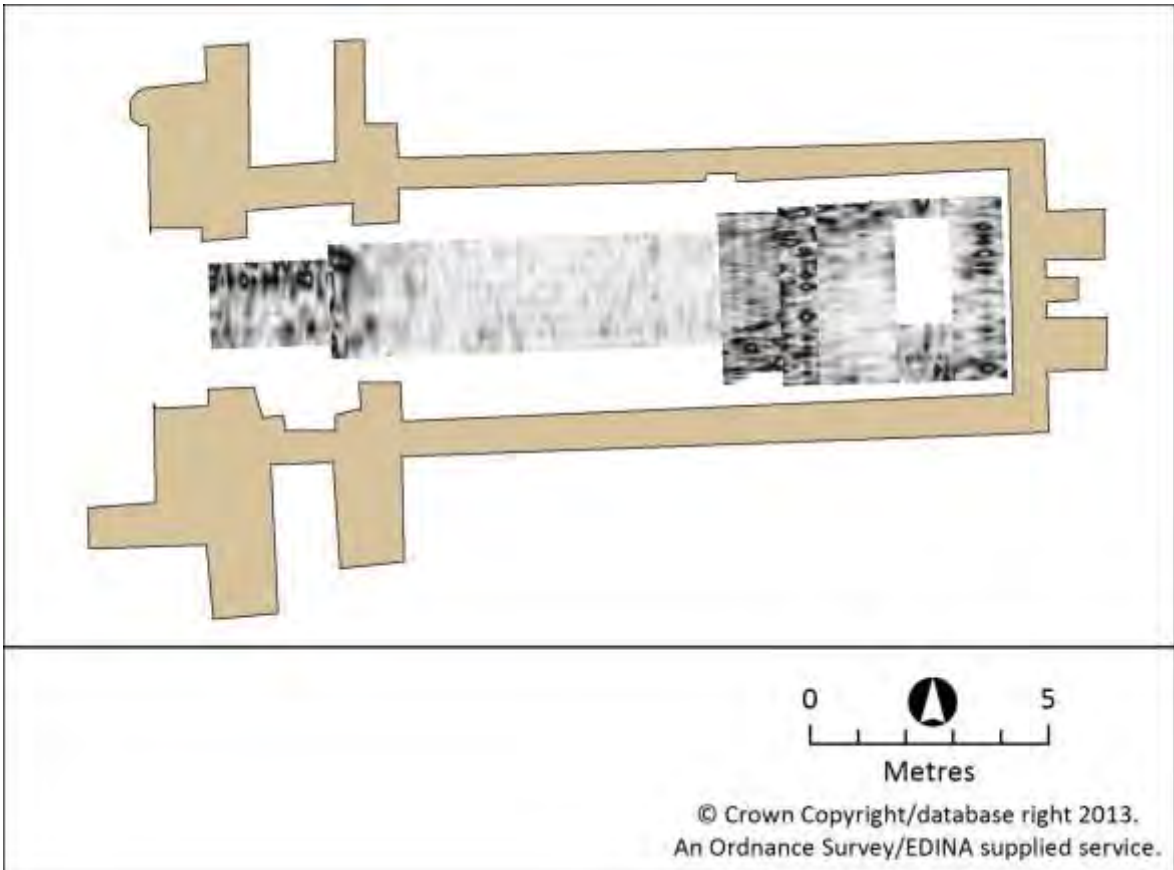 0 5
Metres
© Crown Copyright/database right 2013.
An Ordnance Survey/EDINA supplied service.